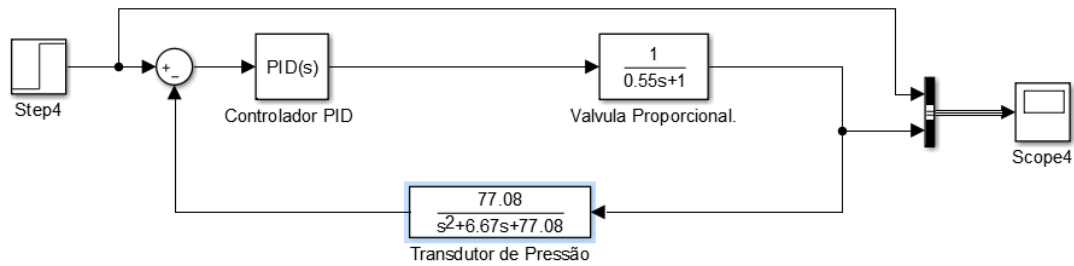 Step4
+
−
PID(s)
Controlador PID
1
0.55s+1
Valvula Proporcional.
Scope4
77.08
s2+6.67s+77.08
Transdutor de Pressão